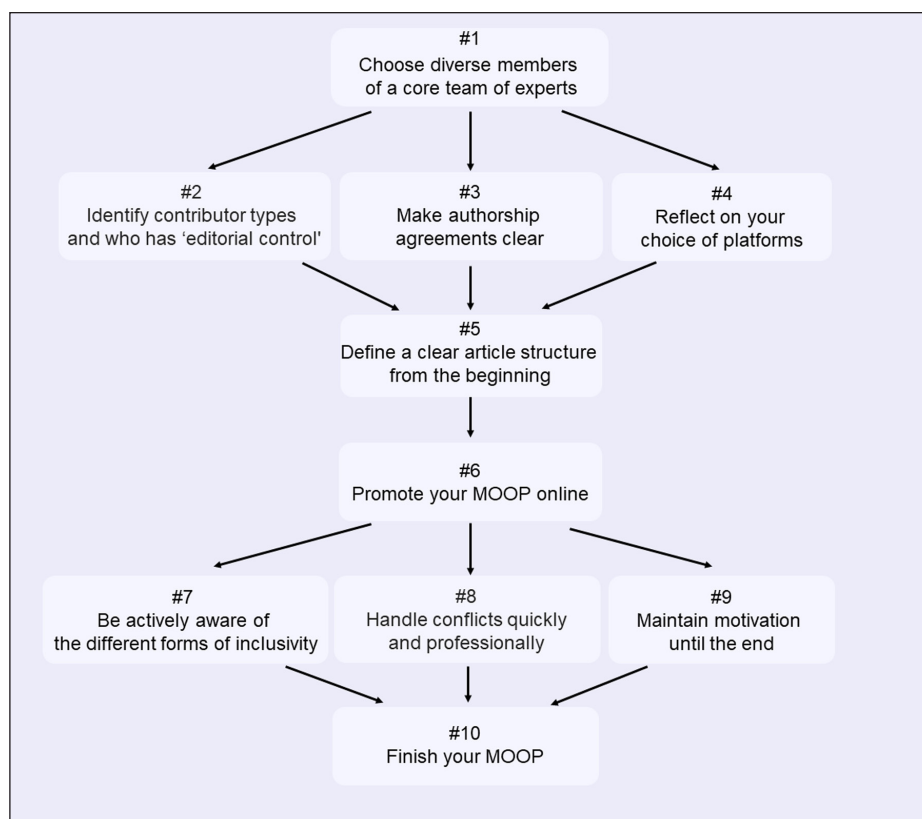 #1
Choose diverse members
of a core team of experts
#2
Identify contributor types
and who has ‘editorial control'
#3
Make authorship
agreements clear
#4
Reflect on your
choice of platforms
#5
Define a clear article structure
from the beginning
#6
Promote your MOOP online
#7
Be actively aware of
the different forms of inclusivity
#8
Handle conflicts quickly
and professionally
#9
Maintain motivation
until the end
#10
Finish your MOOP